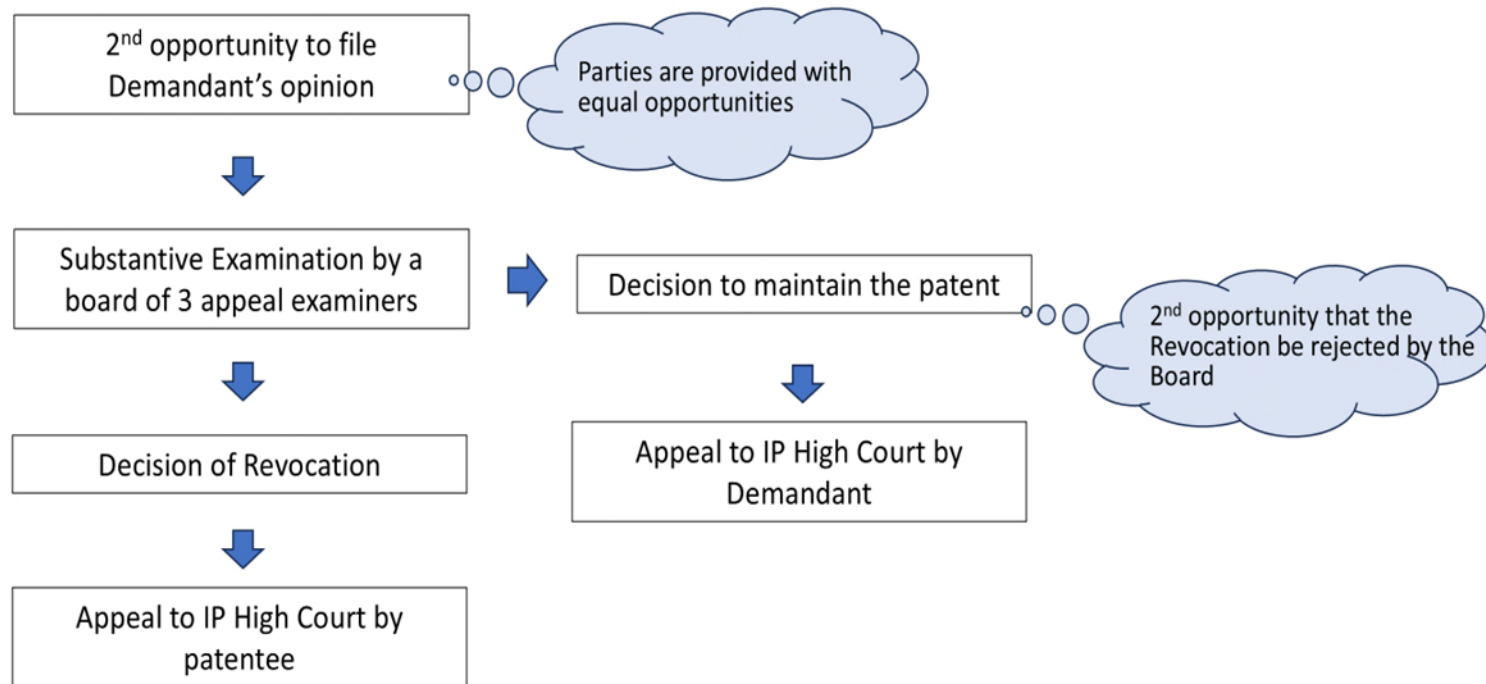 2nd opportunity to file
Demandant's opinion
Parties are provided with
equal opportunities
Substantive Examination by a
board of 3 appeal examiners
Decision to maintain the patent
2nd opportunity that the
Revocation be rejected by the
Board
Decision of Revocation
Appeal to IP High Court by
Demandant
Appeal to IP High Court by
patentee